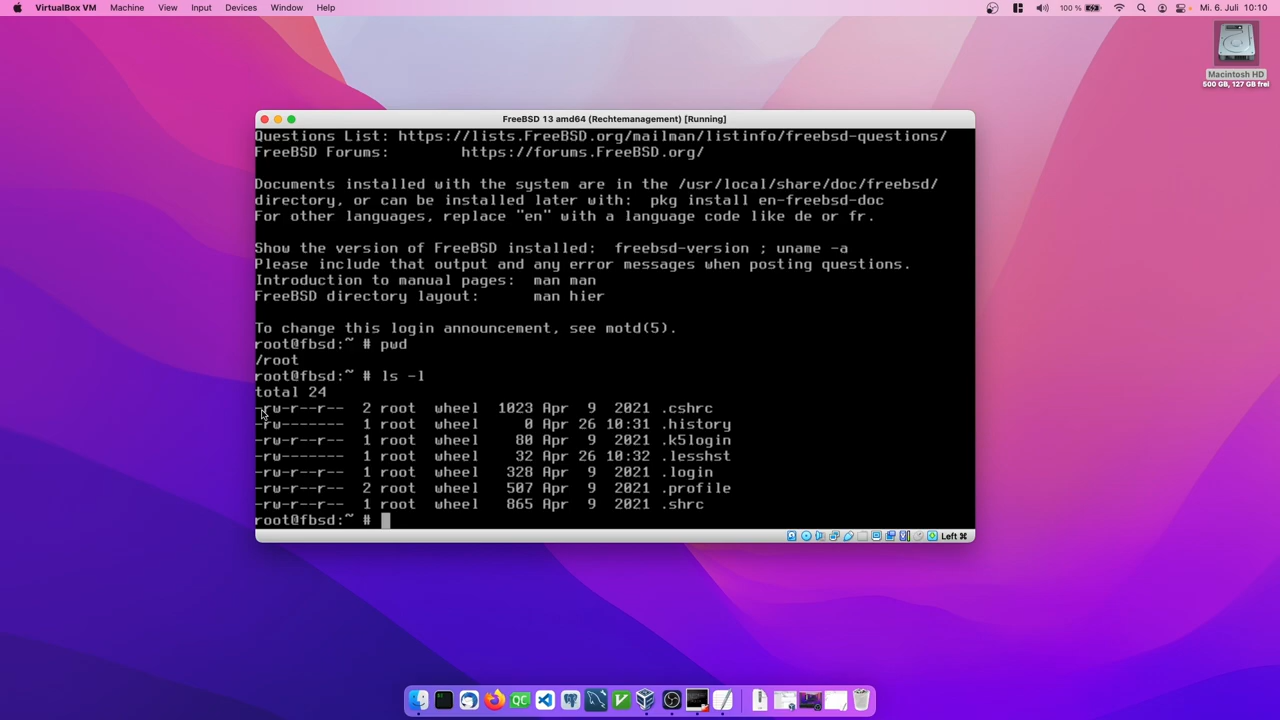 VirtualBox VM Machine View Input Devices Window Help 100 % Mi. 6. Juli 10:10
Macintosh HD
500 GB, 127 GB frei
FreeBSD 13 amd64 (Rechtemanagement) [Running]
Questions List: https://lists.FreeBSD.org/mailman/listinfo/freebsd-questions/
FreeBSD Forums: https://forums.FreeBSD.org/
Documents installed with the system are in the /usr/local/share/doc/freebsd/
directory, or can be installed later with: pkg install en-freebsd-doc
For other languages, replace "en" with a language code like de or fr.
Show the version of FreeBSD installed: freebsd-version ; uname -a
Please include that output and any error messages when posting questions.
Introduction to manual pages: man man
FreeBSD directory layout: man hier
To change this login announcement, see motd(5).
root@fbsd:~ # pwd
/root
root@fbsd:~ # ls -l
total 24
-rw-r--r-- 2 root wheel 1023 Apr 9 2021 .cshrc
-rw------- 1 root wheel 0 Apr 26 10:31 .history
-rw-r--r-- 1 root wheel 80 Apr 9 2021 .k5login
-rw------- 1 root wheel 32 Apr 26 10:32 .lesshst
-rw-r--r-- 1 root wheel 328 Apr 9 2021 .login
-rw-r--r-- 2 root wheel 507 Apr 9 2021 .profile
-rw-r--r-- 1 root wheel 865 Apr 9 2021 .shrc
root@fbsd:~ #
Left ⌘
QC